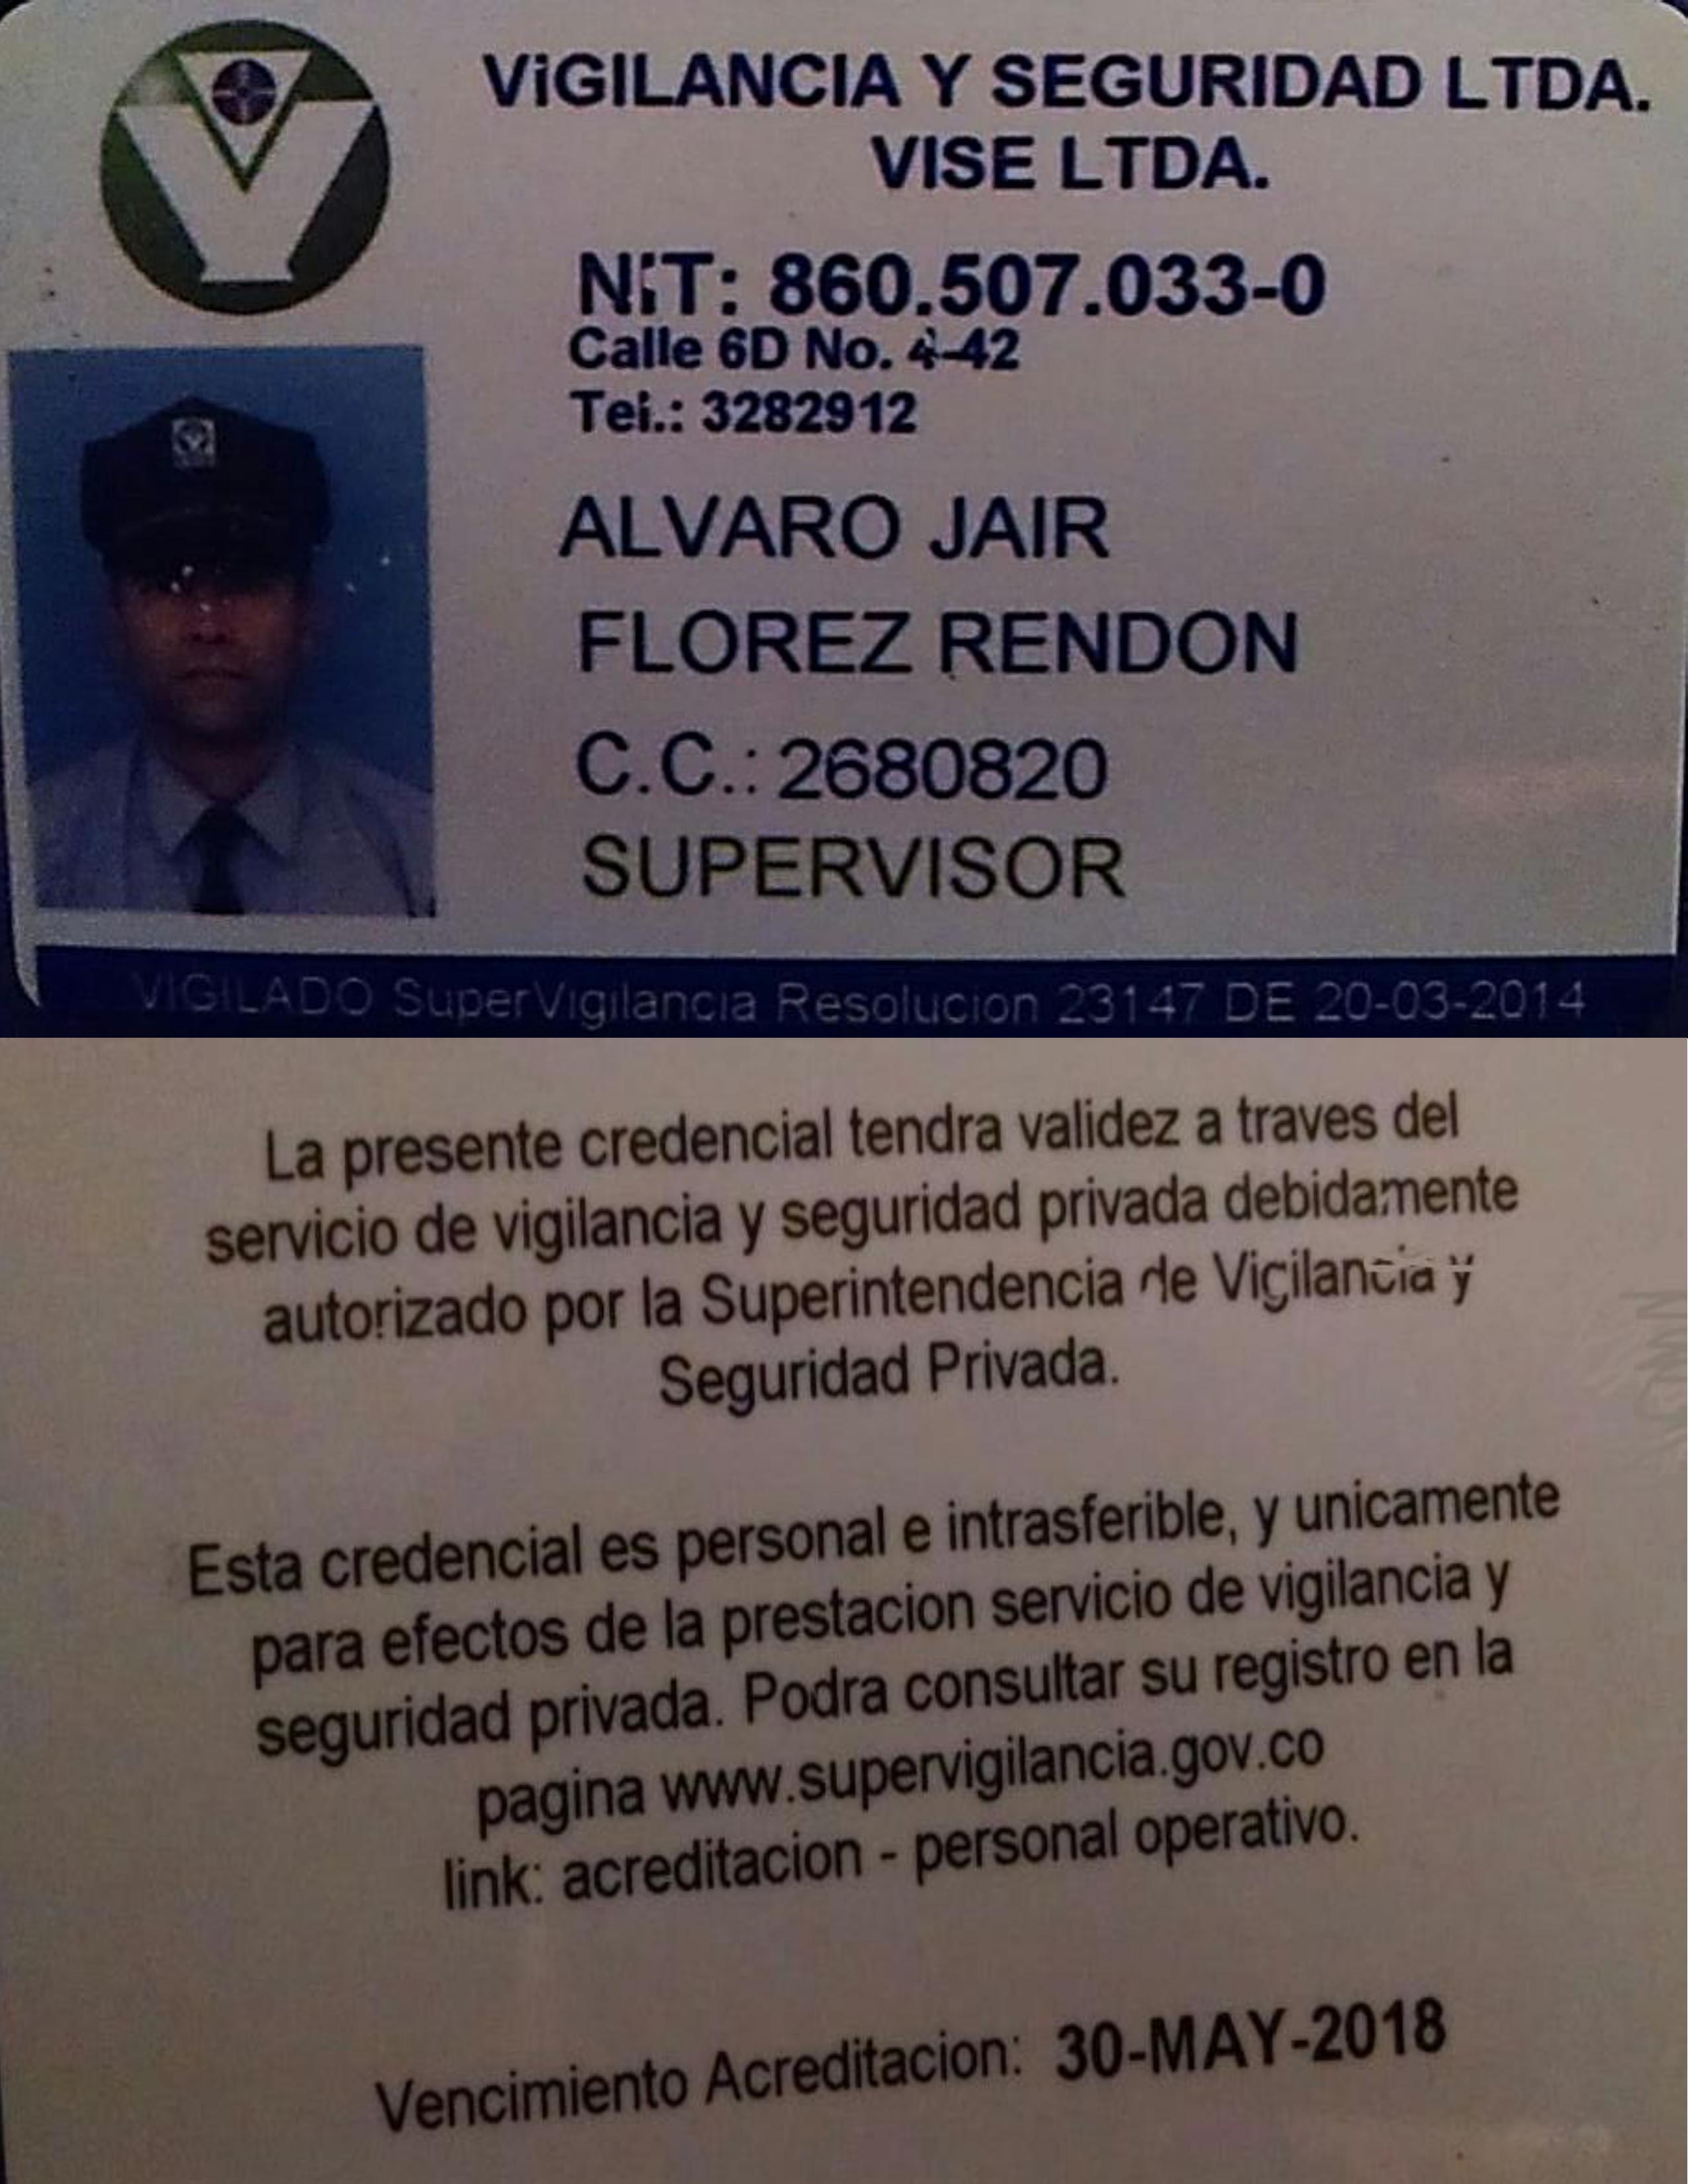 ViGILANCIA Y SEGURIDAD LTDA.
VISE LTDA.
NIT: 860.507.033-0
Calle 6D No. 4-42
Tel.: 3282912
ALVARO JAIR
FLOREZ RENDON
C.C.: 2680820
SUPERVISOR
VIGILADO SuperVigilancia Resolucion 23147 DE 20-03-2014
La presente credencial tendra validez a traves del
servicio de vigilancia y seguridad privada debidamente
autorizado por la Superintendencia de Vigilancia y
Seguridad Privada.
Esta credencial es personal e intrasferible, y unicamente
para efectos de la prestacion servicio de vigilancia y
seguridad privada. Podra consultar su registro en la
pagina www.supervigilancia.gov.co
link: acreditacion - personal operativo.
Vencimiento Acreditacion: 30-MAY-2018